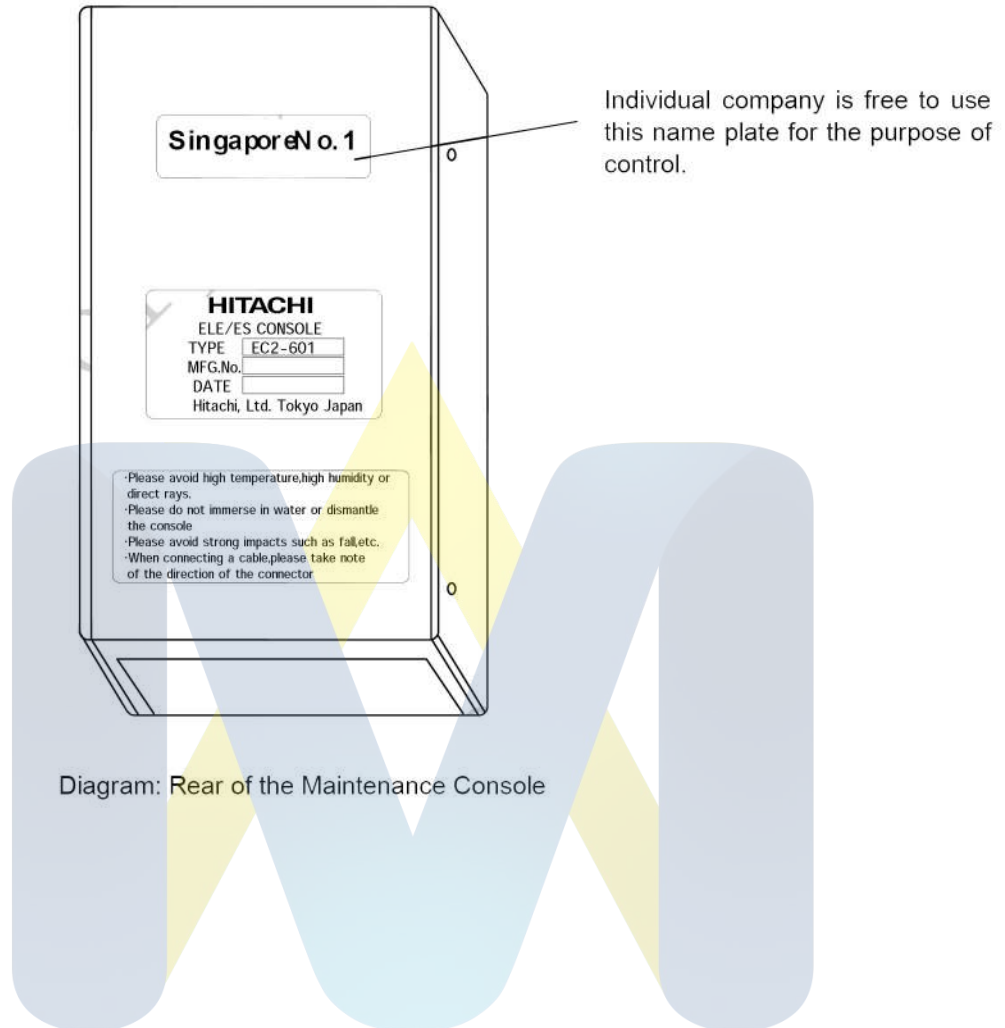 SingaporeNo.1
Individual company is free to use
this name plate for the purpose of
control.
HITACHI
ELE/ES CONSOLE
TYPE EC2-601
MFG.No.
DATE
Hitachi, Ltd. Tokyo Japan
·Please avoid high temperature,high humidity or
direct rays.
·Please do not immerse in water or dismantle
the console
·Please avoid strong impacts such as fall,etc.
·When connecting a cable,please take note
of the direction of the connector
Diagram: Rear of the Maintenance Console